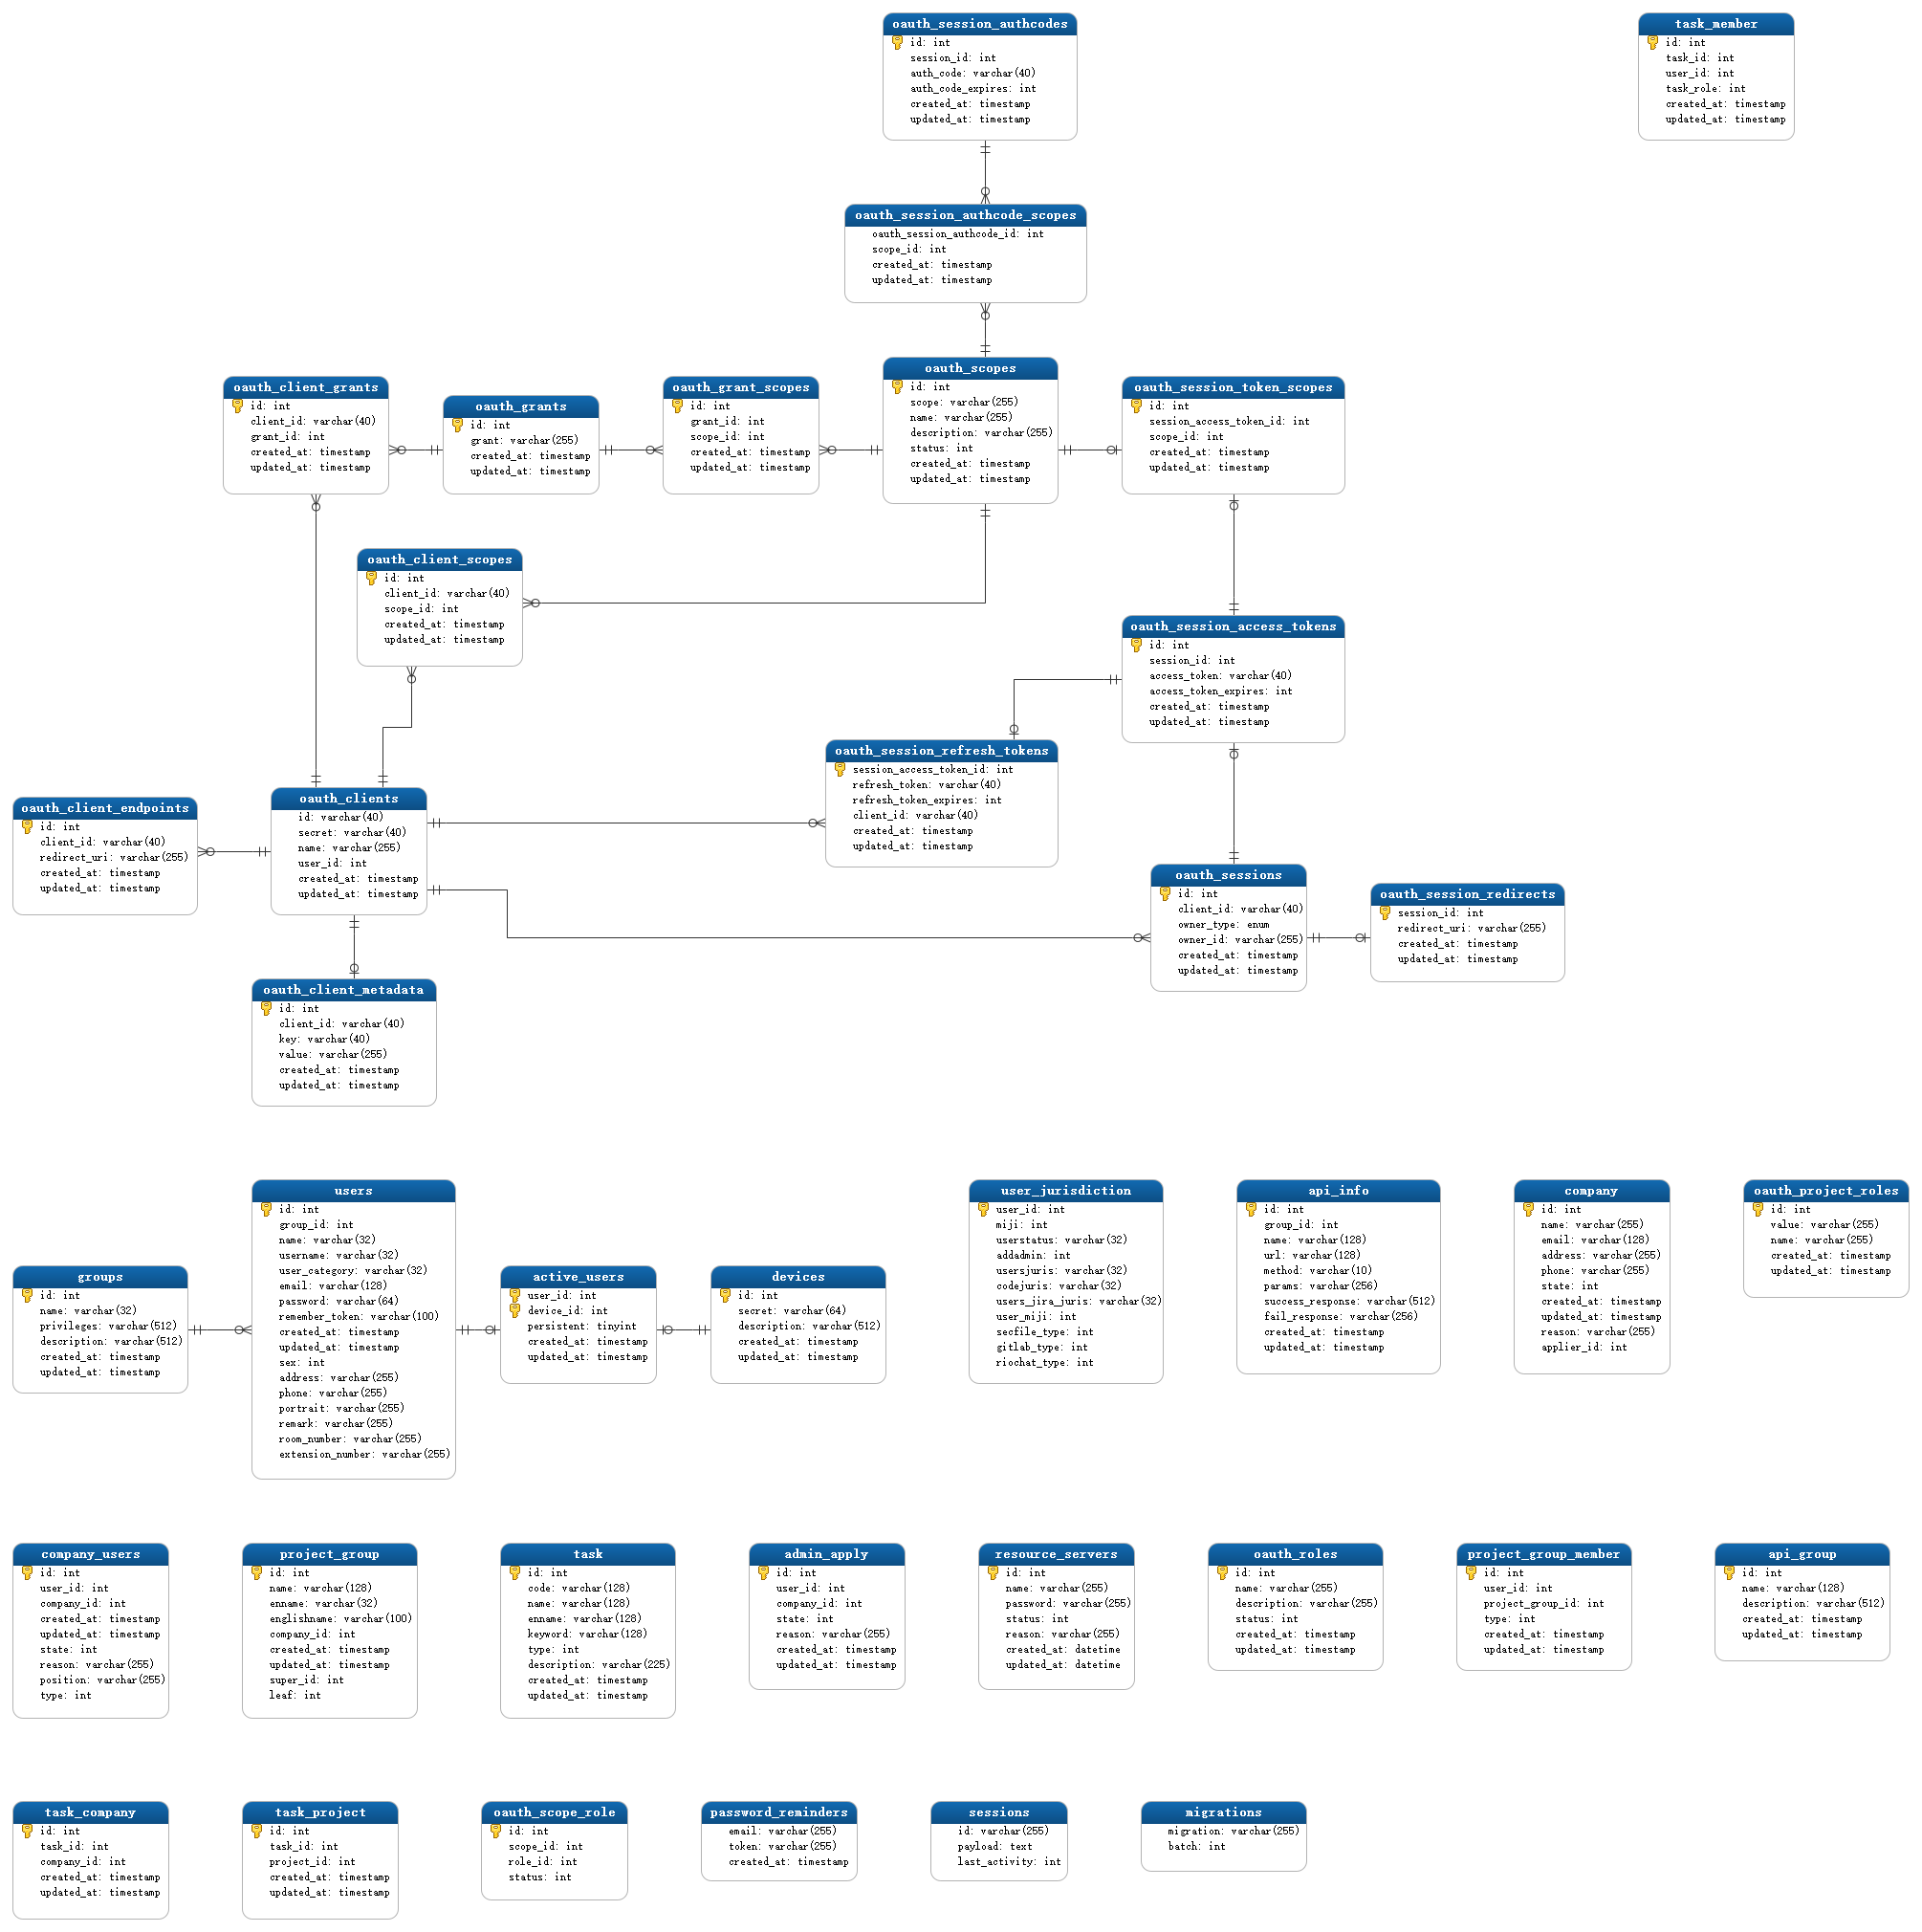 oauth_session_authcodes
id: int
session_id: int
auth_code: varchar(40)
auth_code_expires: int
created_at: timestamp
updated_at: timestamp
task_member
id: int
task_id: int
user_id: int
task_role: int
created_at: timestamp
updated_at: timestamp
oauth_session_authcode_scopes
oauth_session_authcode_id: int
scope_id: int
created_at: timestamp
updated_at: timestamp
oauth_client_grants
id: int
client_id: varchar(40)
grant_id: int
created_at: timestamp
updated_at: timestamp
oauth_grants
id: int
grant: varchar(255)
created_at: timestamp
updated_at: timestamp
oauth_grant_scopes
id: int
grant_id: int
scope_id: int
created_at: timestamp
updated_at: timestamp
oauth_scopes
id: int
scope: varchar(255)
name: varchar(255)
description: varchar(255)
status: int
created_at: timestamp
updated_at: timestamp
oauth_session_token_scopes
id: int
session_access_token_id: int
scope_id: int
created_at: timestamp
updated_at: timestamp
oauth_client_scopes
id: int
client_id: varchar(40)
scope_id: int
created_at: timestamp
updated_at: timestamp
oauth_session_access_tokens
id: int
session_id: int
access_token: varchar(40)
access_token_expires: int
created_at: timestamp
updated_at: timestamp
oauth_session_refresh_tokens
session_access_token_id: int
refresh_token: varchar(40)
refresh_token_expires: int
client_id: varchar(40)
created_at: timestamp
updated_at: timestamp
oauth_client_endpoints
id: int
client_id: varchar(40)
redirect_uri: varchar(255)
created_at: timestamp
updated_at: timestamp
oauth_clients
id: varchar(40)
secret: varchar(40)
name: varchar(255)
user_id: int
created_at: timestamp
updated_at: timestamp
oauth_sessions
id: int
client_id: varchar(40)
owner_type: enum
owner_id: varchar(255)
created_at: timestamp
updated_at: timestamp
oauth_session_redirects
session_id: int
redirect_uri: varchar(255)
created_at: timestamp
updated_at: timestamp
oauth_client_metadata
id: int
client_id: varchar(40)
key: varchar(40)
value: varchar(255)
created_at: timestamp
updated_at: timestamp
groups
id: int
name: varchar(32)
privileges: varchar(512)
description: varchar(512)
created_at: timestamp
updated_at: timestamp
users
id: int
group_id: int
name: varchar(32)
username: varchar(32)
user_category: varchar(32)
email: varchar(128)
password: varchar(64)
remember_token: varchar(100)
created_at: timestamp
updated_at: timestamp
sex: int
address: varchar(255)
phone: varchar(255)
portrait: varchar(255)
remark: varchar(255)
room_number: varchar(255)
extension_number: varchar(255)
active_users
user_id: int
device_id: int
persistent: tinyint
created_at: timestamp
updated_at: timestamp
devices
id: int
secret: varchar(64)
description: varchar(512)
created_at: timestamp
updated_at: timestamp
user_jurisdiction
user_id: int
miji: int
userstatus: varchar(32)
addadmin: int
usersjuris: varchar(32)
codejuris: varchar(32)
users_jira_juris: varchar(32)
user_miji: int
secfile_type: int
gitlab_type: int
riochat_type: int
api_info
id: int
group_id: int
name: varchar(128)
url: varchar(128)
method: varchar(10)
params: varchar(256)
success_response: varchar(512)
fail_response: varchar(256)
created_at: timestamp
updated_at: timestamp
company
id: int
name: varchar(255)
email: varchar(128)
address: varchar(255)
phone: varchar(255)
state: int
created_at: timestamp
updated_at: timestamp
reason: varchar(255)
applier_id: int
oauth_project_roles
id: int
value: varchar(255)
name: varchar(255)
created_at: timestamp
updated_at: timestamp
company_users
id: int
user_id: int
company_id: int
created_at: timestamp
updated_at: timestamp
state: int
reason: varchar(255)
position: varchar(255)
type: int
project_group
id: int
name: varchar(128)
enname: varchar(32)
englishname: varchar(100)
company_id: int
created_at: timestamp
updated_at: timestamp
super_id: int
leaf: int
task
id: int
code: varchar(128)
name: varchar(128)
enname: varchar(128)
keyword: varchar(128)
type: int
description: varchar(225)
created_at: timestamp
updated_at: timestamp
admin_apply
id: int
user_id: int
company_id: int
state: int
reason: varchar(255)
created_at: timestamp
updated_at: timestamp
resource_servers
id: int
name: varchar(255)
password: varchar(255)
status: int
reason: varchar(255)
created_at: datetime
updated_at: datetime
oauth_roles
id: int
name: varchar(255)
description: varchar(255)
status: int
created_at: timestamp
updated_at: timestamp
project_group_member
id: int
user_id: int
project_group_id: int
type: int
created_at: timestamp
updated_at: timestamp
api_group
id: int
name: varchar(128)
description: varchar(512)
created_at: timestamp
updated_at: timestamp
task_company
id: int
task_id: int
company_id: int
created_at: timestamp
updated_at: timestamp
task_project
id: int
task_id: int
project_id: int
created_at: timestamp
updated_at: timestamp
oauth_scope_role
id: int
scope_id: int
role_id: int
status: int
password_reminders
email: varchar(255)
token: varchar(255)
created_at: timestamp
sessions
id: varchar(255)
payload: text
last_activity: int
migrations
migration: varchar(255)
batch: int